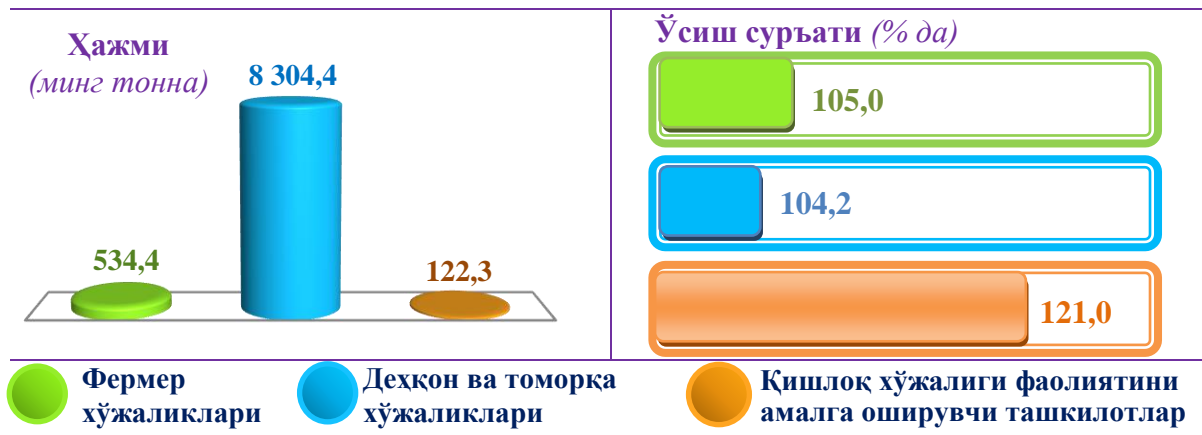 Ҳажми
(минг тонна)
8 304,4
534,4
122,3
Ўсиш суръати (% да)
105,0
104,2
121,0
Фермер
хўжаликлари
Деҳқон ва томорқа
хўжаликлари
Қишлоқ хўжалиги фаолиятини
амалга оширувчи ташкилотлар